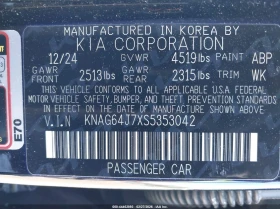 MANUFACTURED IN KOREA BY
KIA CORPORATION
12/24 GVWR 4519lbs PAINT ABP
GAWR FRONT 2513lbs GAWR REAR 2315lbs TRIM WK
THIS VEHICLE CONFORMS TO ALL APPLICABLE U.S. FEDERAL
MOTOR VEHICLE SAFETY, BUMPER, AND THEFT PREVENTION STANDARDS
IN EFFECT ON THE DATE OF MANUFACTURE SHOWN ABOVE.
V.I.N KNAG64J7XS5353042
PASSENGER CAR
E70